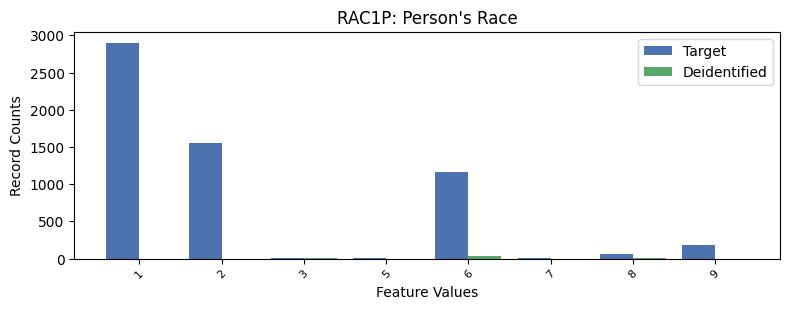 RAC1P: Person's Race
Record Counts
3000
2500
2000
1500
1000
500
0
Target
Deidentified
1 2 3 5 6 7 8 9
Feature Values